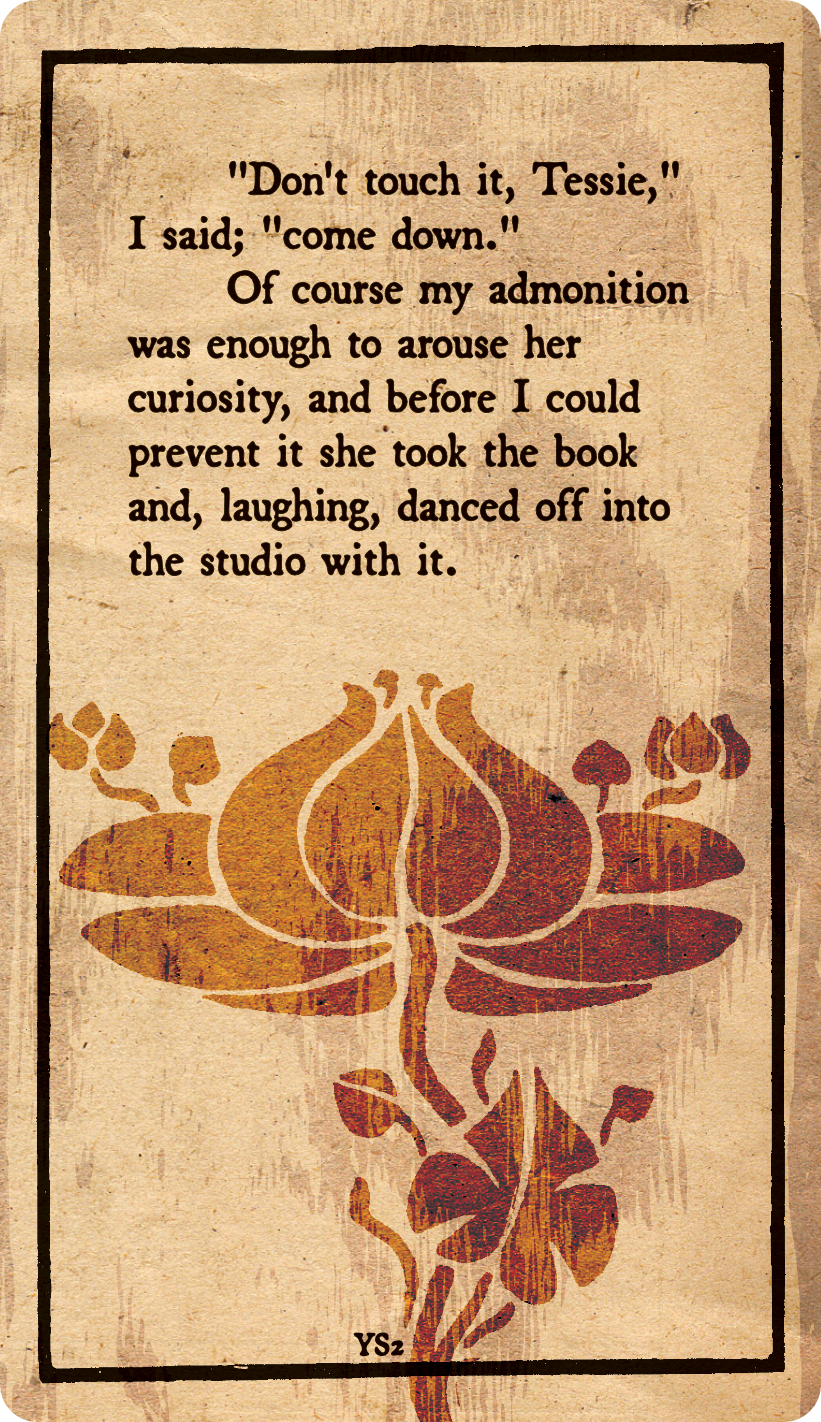 "Don't touch it, Tessie,"
I said; "come down."
Of course my admonition
was enough to arouse her
curiosity, and before I could
prevent it she took the book
and, laughing, danced off into
the studio with it.
YS2